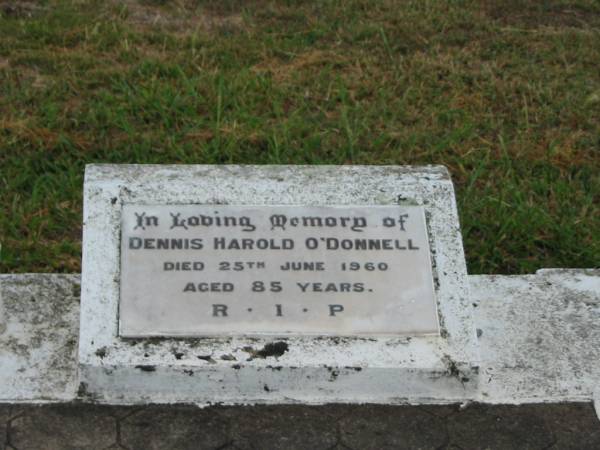 In Loving Memory of
DENNIS HAROLD O'DONNELL
DIED 25TH JUNE 1960
AGED 85 YEARS.
R · I · P